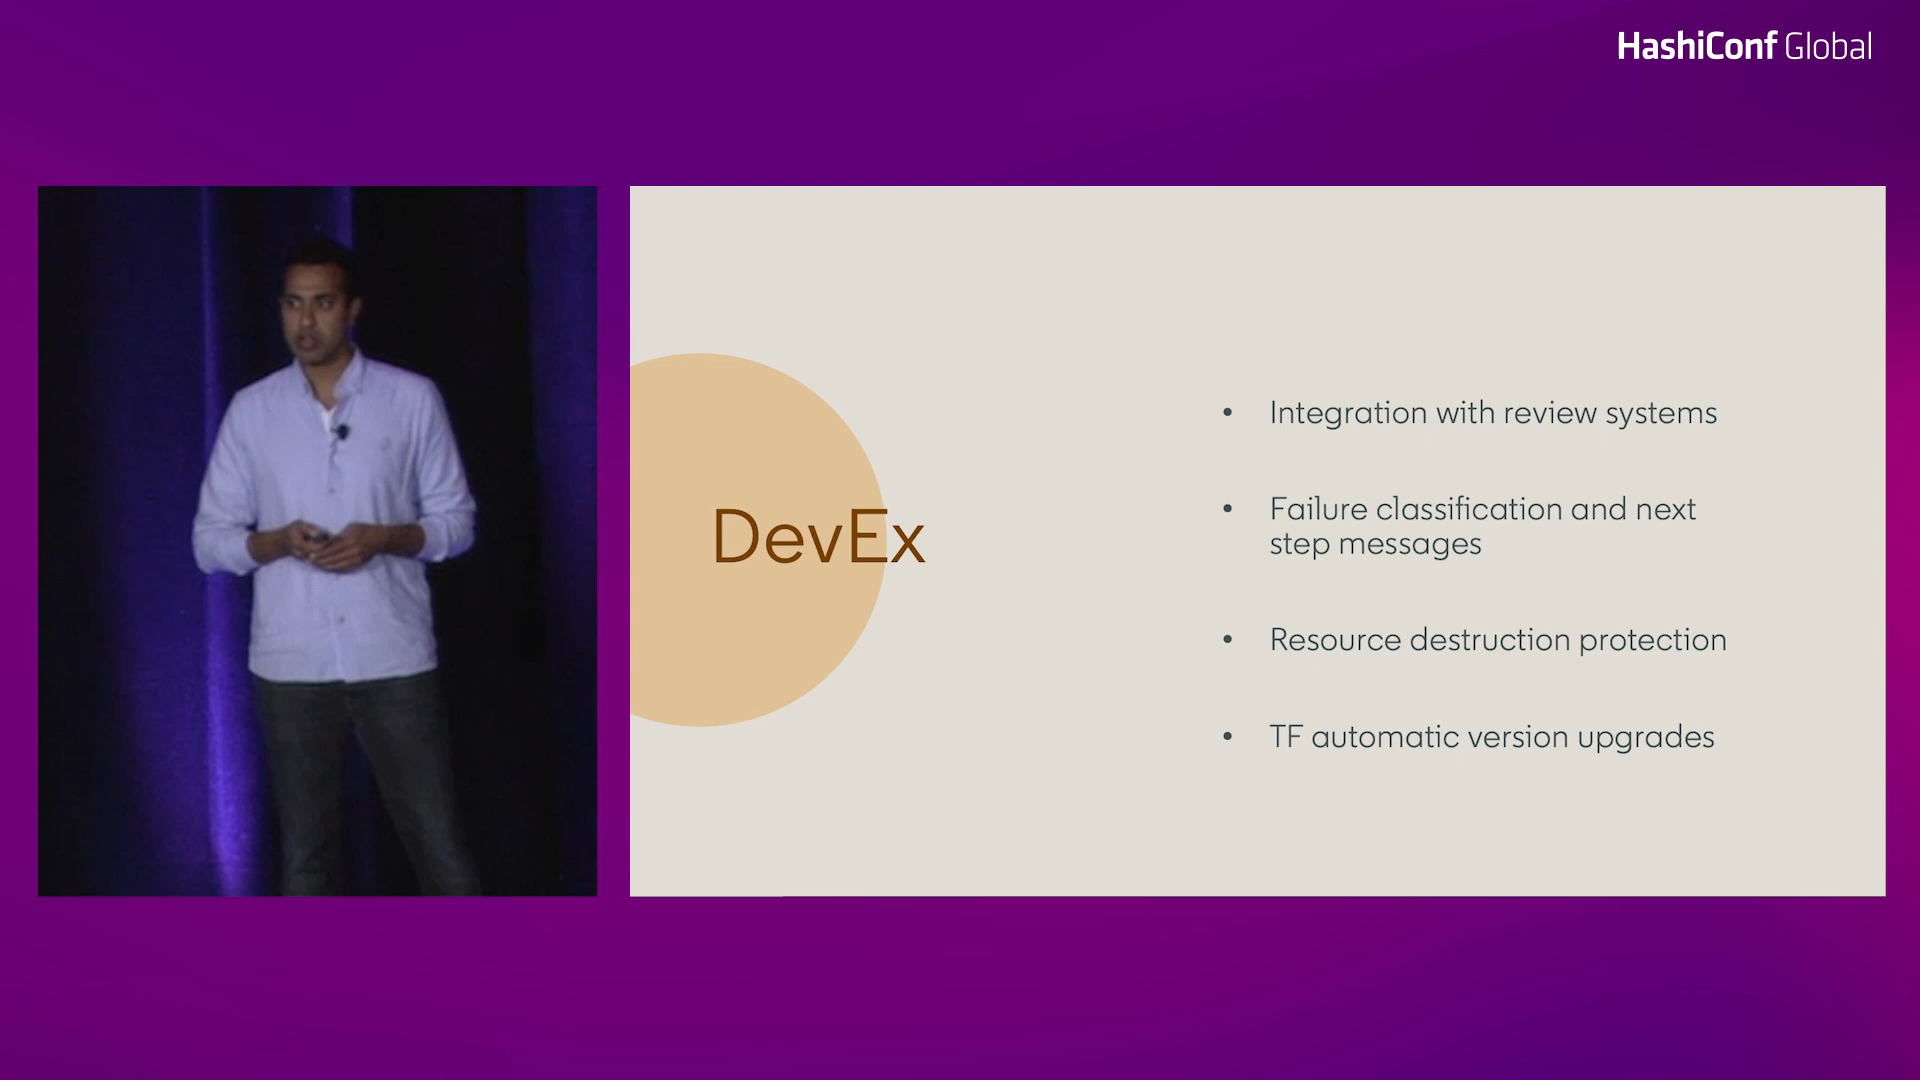 HashiConf Global
DevEx
• Integration with review systems
• Failure classification and next
step messages
• Resource destruction protection
• TF automatic version upgrades